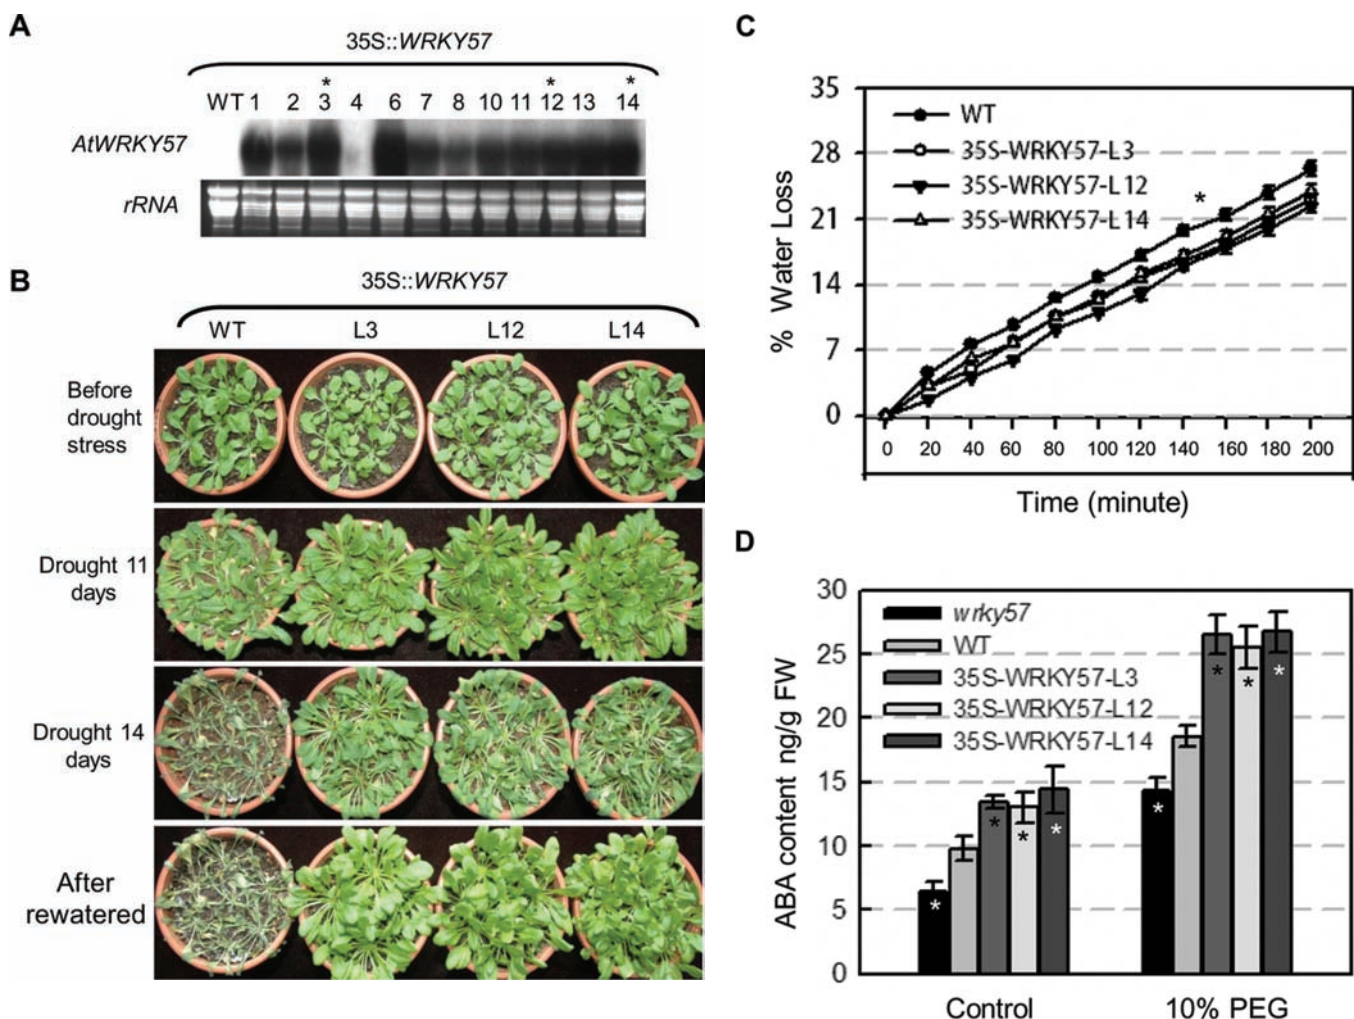 A
35S::WRKY57
* * *
WT 1 2 3 4 6 7 8 10 11 12 13 14
AtWRKY57
rRNA
B
35S::WRKY57
WT L3 L12 L14
Before
drought
stress
Drought 11
days
Drought 14
days
After
rewatered
C
35
28
21
14
7
0
% Water Loss
WT
35S-WRKY57-L3
35S-WRKY57-L12
35S-WRKY57-L14
*
0 20 40 60 80 100 120 140 160 180 200
Time (minute)
D
30
25
20
15
10
5
0
ABA content ng/g FW
wrky57
WT
35S-WRKY57-L3
35S-WRKY57-L12
35S-WRKY57-L14
* * * *
* * * *
Control 10% PEG